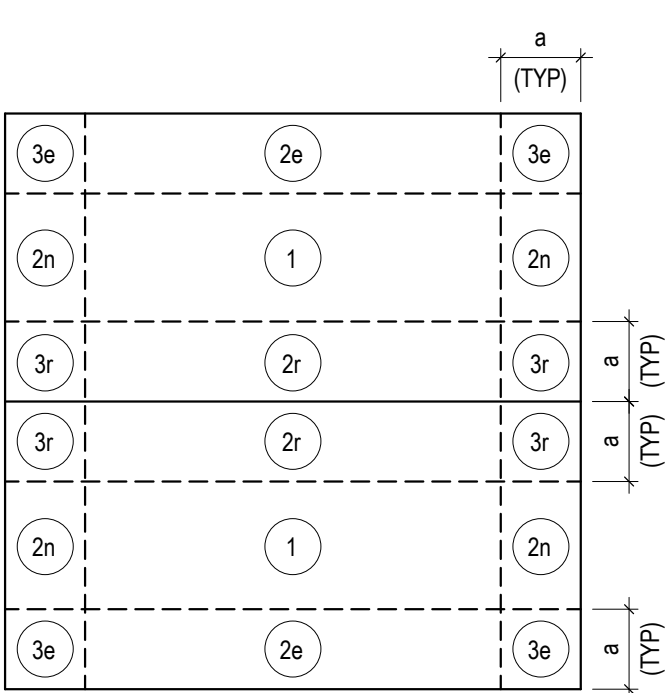 a
(TYP)
3e 2e 3e
2n 1 2n
3r 2r 3r
a
(TYP)
3r 2r 3r
a
(TYP)
2n 1 2n
3e 2e 3e
a
(TYP)